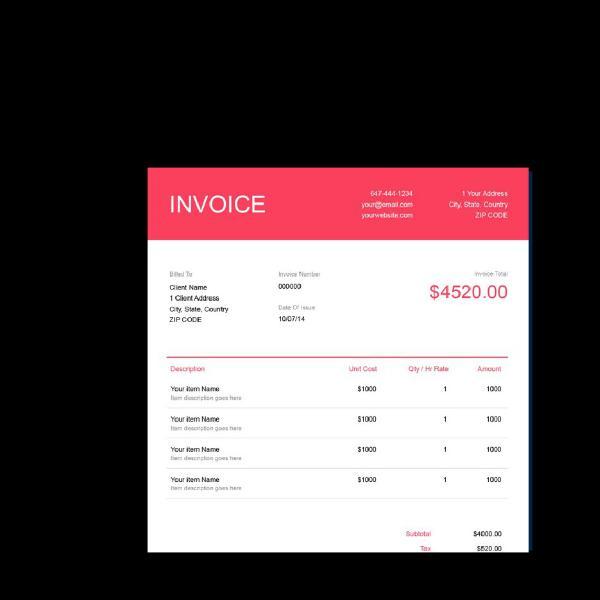 INVOICE
647-444-1234
your@email.com
yourwebsite.com
1 Your Address
City, State, Country
ZIP CODE
Billed To
Client Name
1 Client Address
City, State, Country
ZIP CODE
Invoice Number
000000
Date Of Issue
10/07/14
Invoice Total
$4520.00
Description Unit Cost Qty / Hr Rate Amount
Your item Name $1000 1 1000
Item description goes here
Your item Name $1000 1 1000
Item description goes here
Your item Name $1000 1 1000
Item description goes here
Your item Name $1000 1 1000
Item description goes here
Subtotal $4000.00
Tax $520.00